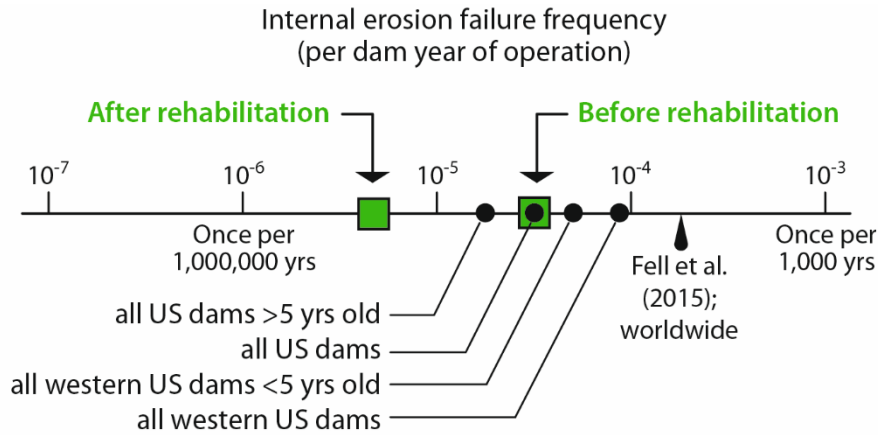 Internal erosion failure frequency
(per dam year of operation)
After rehabilitation
Before rehabilitation
10⁻⁷
10⁻⁶
10⁻⁵
10⁻⁴
10⁻³
Once per
1,000,000 yrs
Fell et al.
(2015);
worldwide
Once per
1,000 yrs
all US dams >5 yrs old
all US dams
all western US dams <5 yrs old
all western US dams